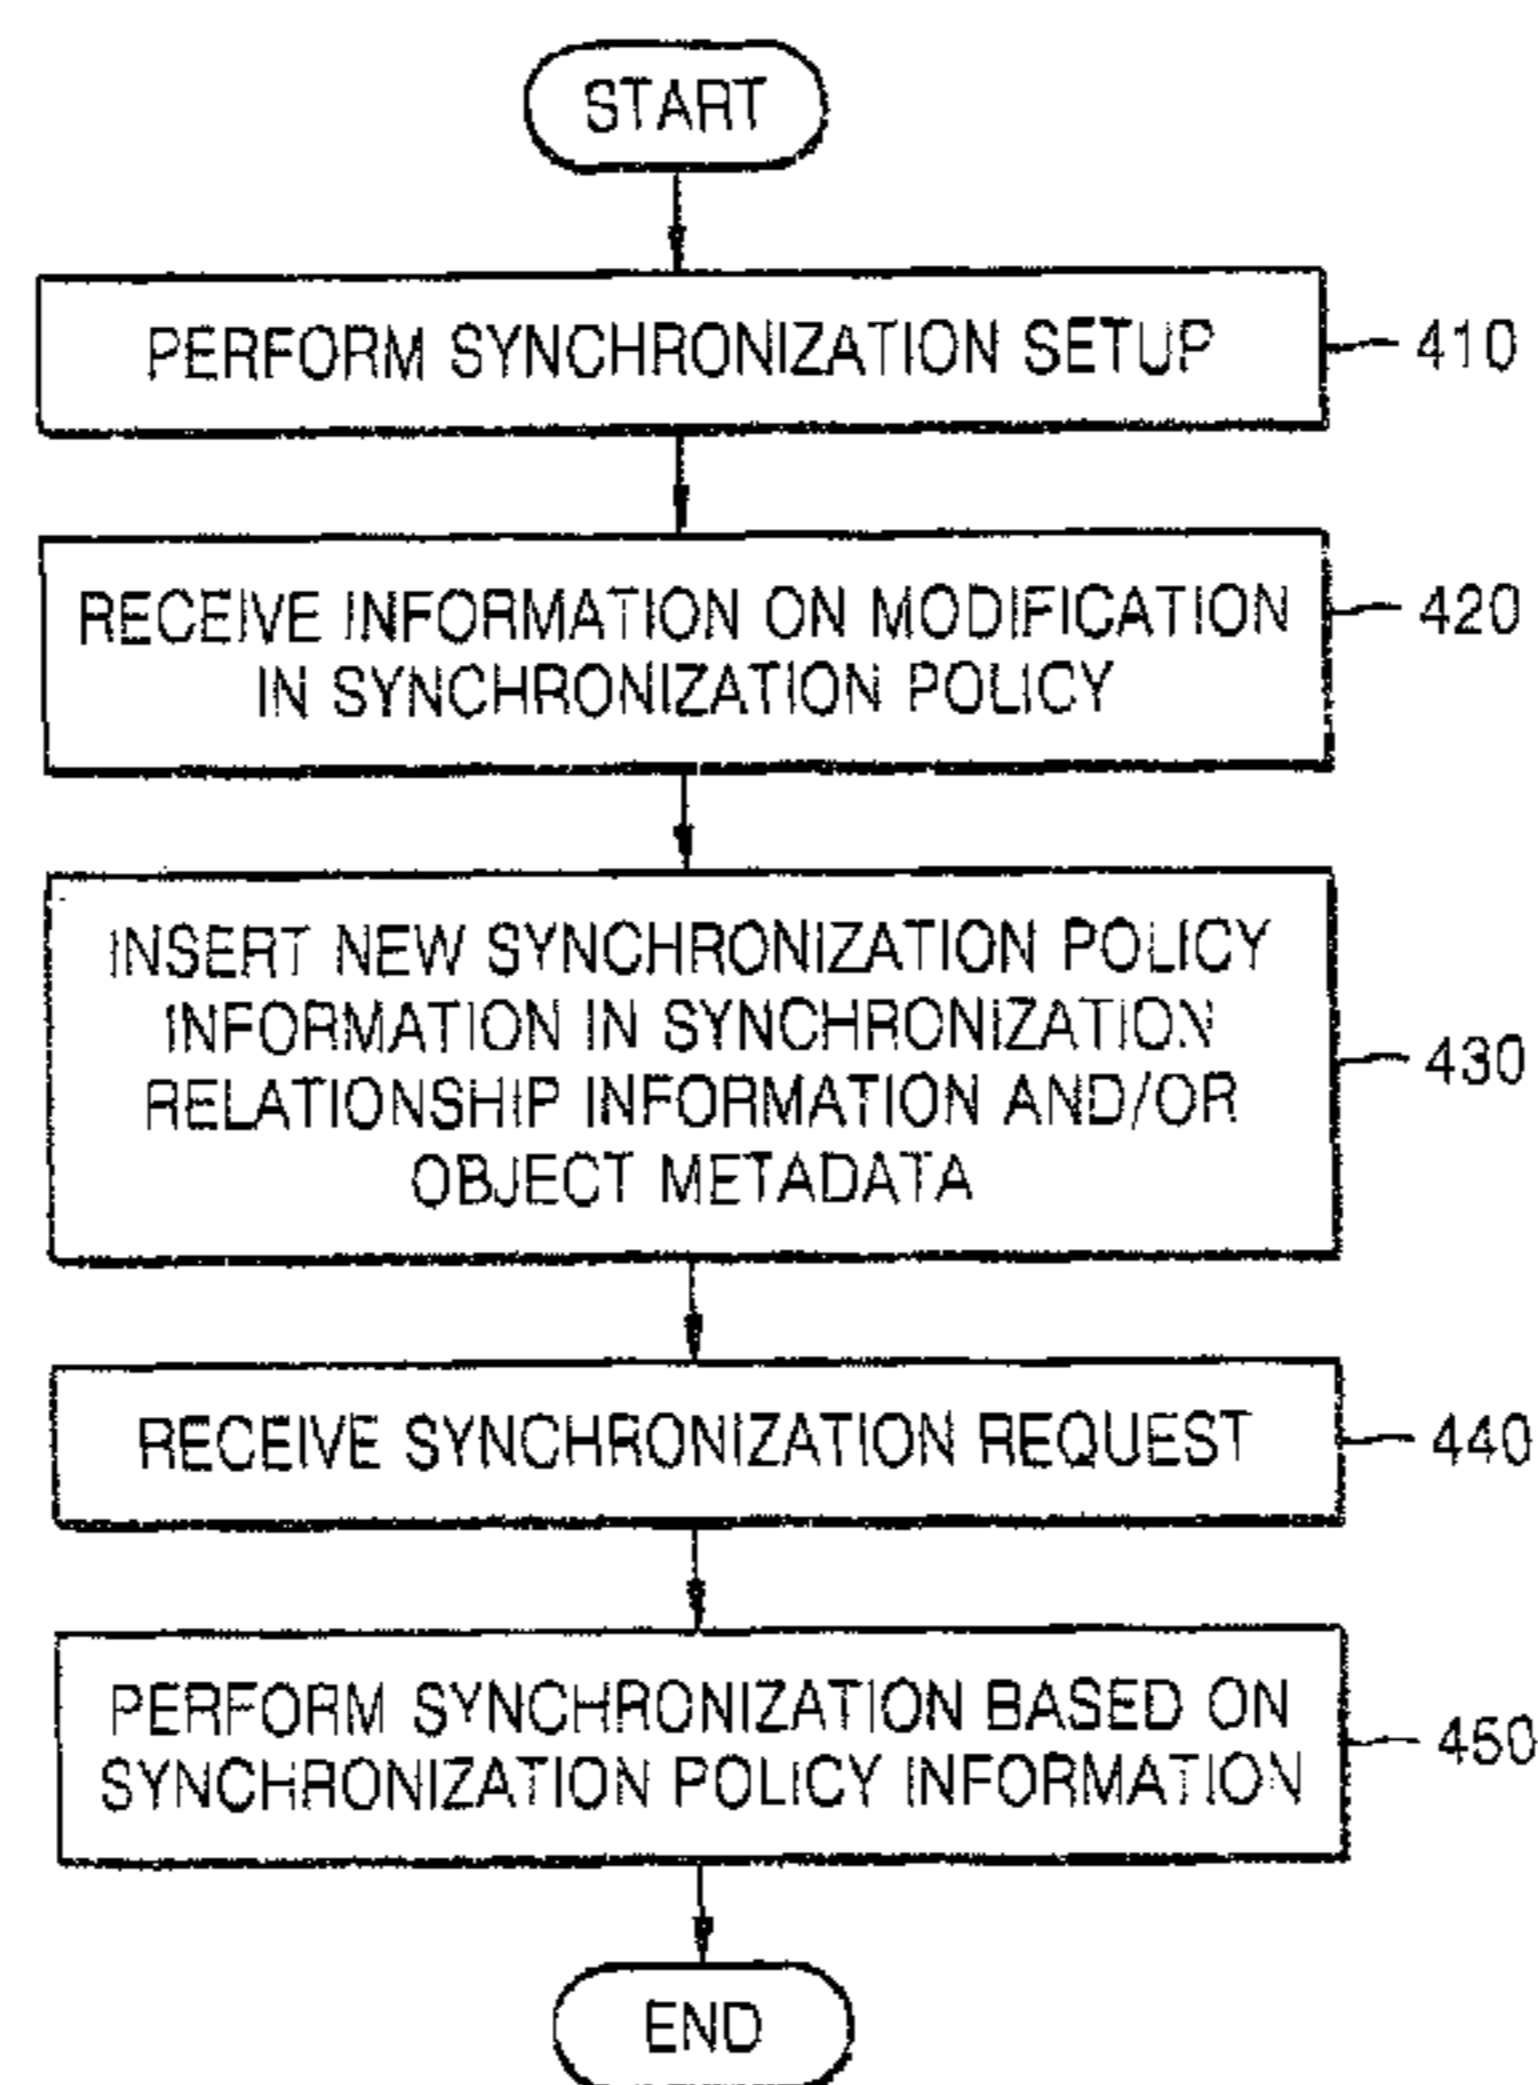 START
PERFORM SYNCHRONIZATION SETUP
410
RECEIVE INFORMATION ON MODIFICATION
IN SYNCHRONIZATION POLICY
420
INSERT NEW SYNCHRONIZATION POLICY
INFORMATION IN SYNCHRONIZATION
RELATIONSHIP INFORMATION AND/OR
OBJECT METADATA
430
RECEIVE SYNCHRONIZATION REQUEST
440
PERFORM SYNCHRONIZATION BASED ON
SYNCHRONIZATION POLICY INFORMATION
450
END